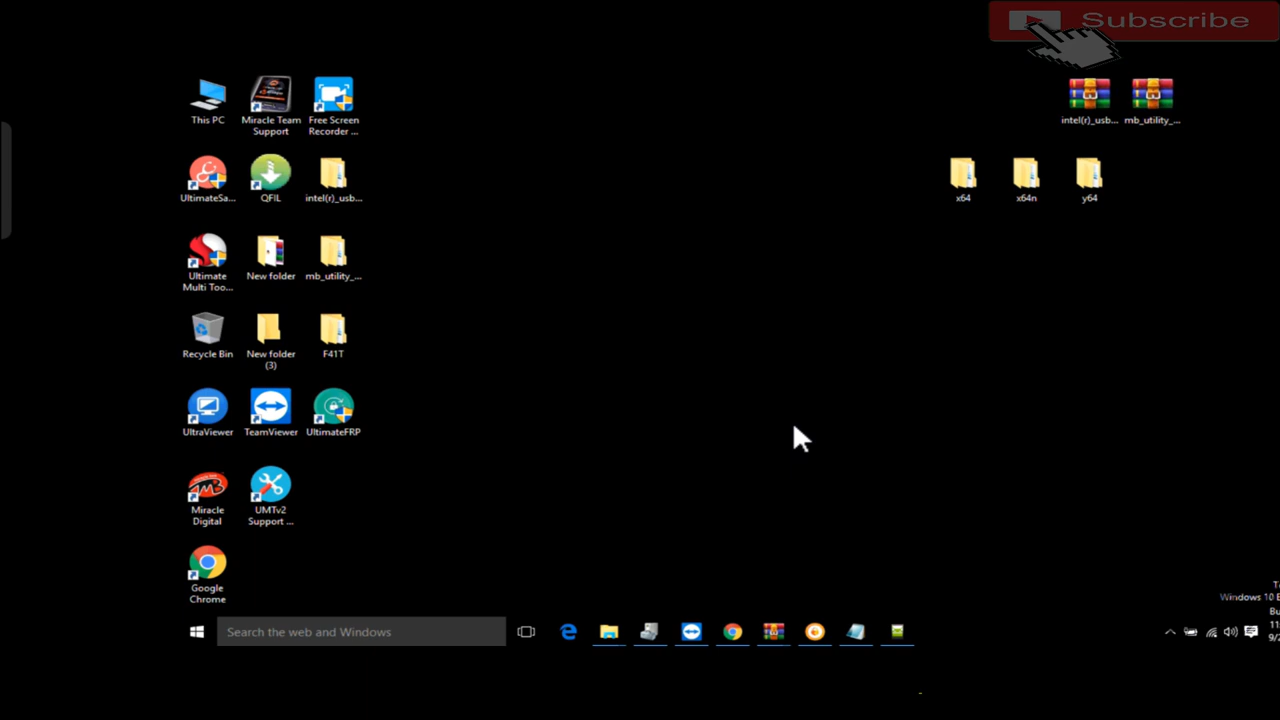 Subscribe
This PC
Miracle Team
Support
Free Screen
Recorder ...
intel(r)_usb...
mb_utility_...
UltimateSa...
QFIL
intel(r)_usb...
x64
x64n
y64
Ultimate
Multi Too...
New folder
mb_utility_...
Recycle Bin
New folder
(3)
F41T
UltraViewer
TeamViewer
UltimateFRP
Miracle
Digital
UMTv2
Support ...
Google
Chrome
Windows 10
Search the web and Windows